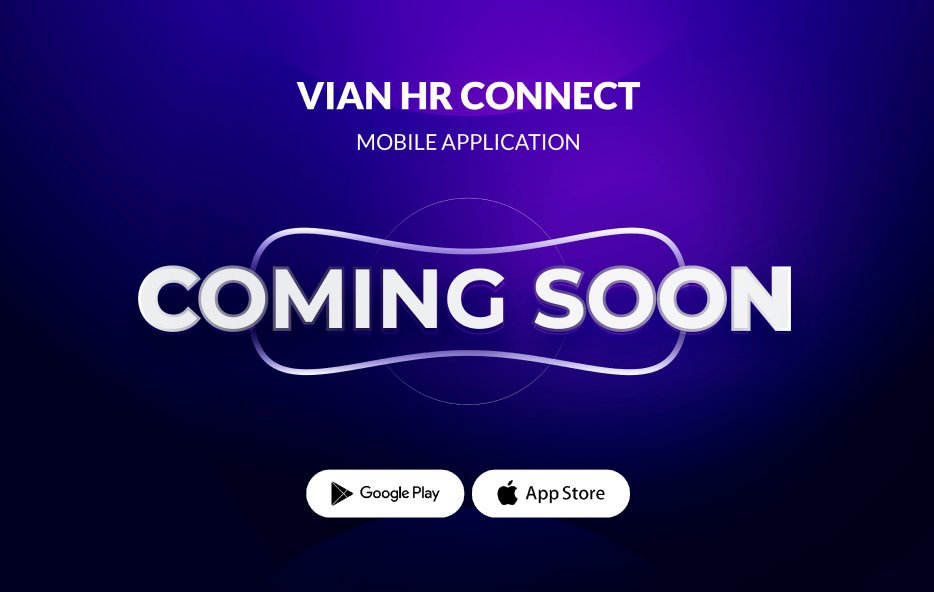 VIAN HR CONNECT
MOBILE APPLICATION
COMING SOON
Google Play
App Store